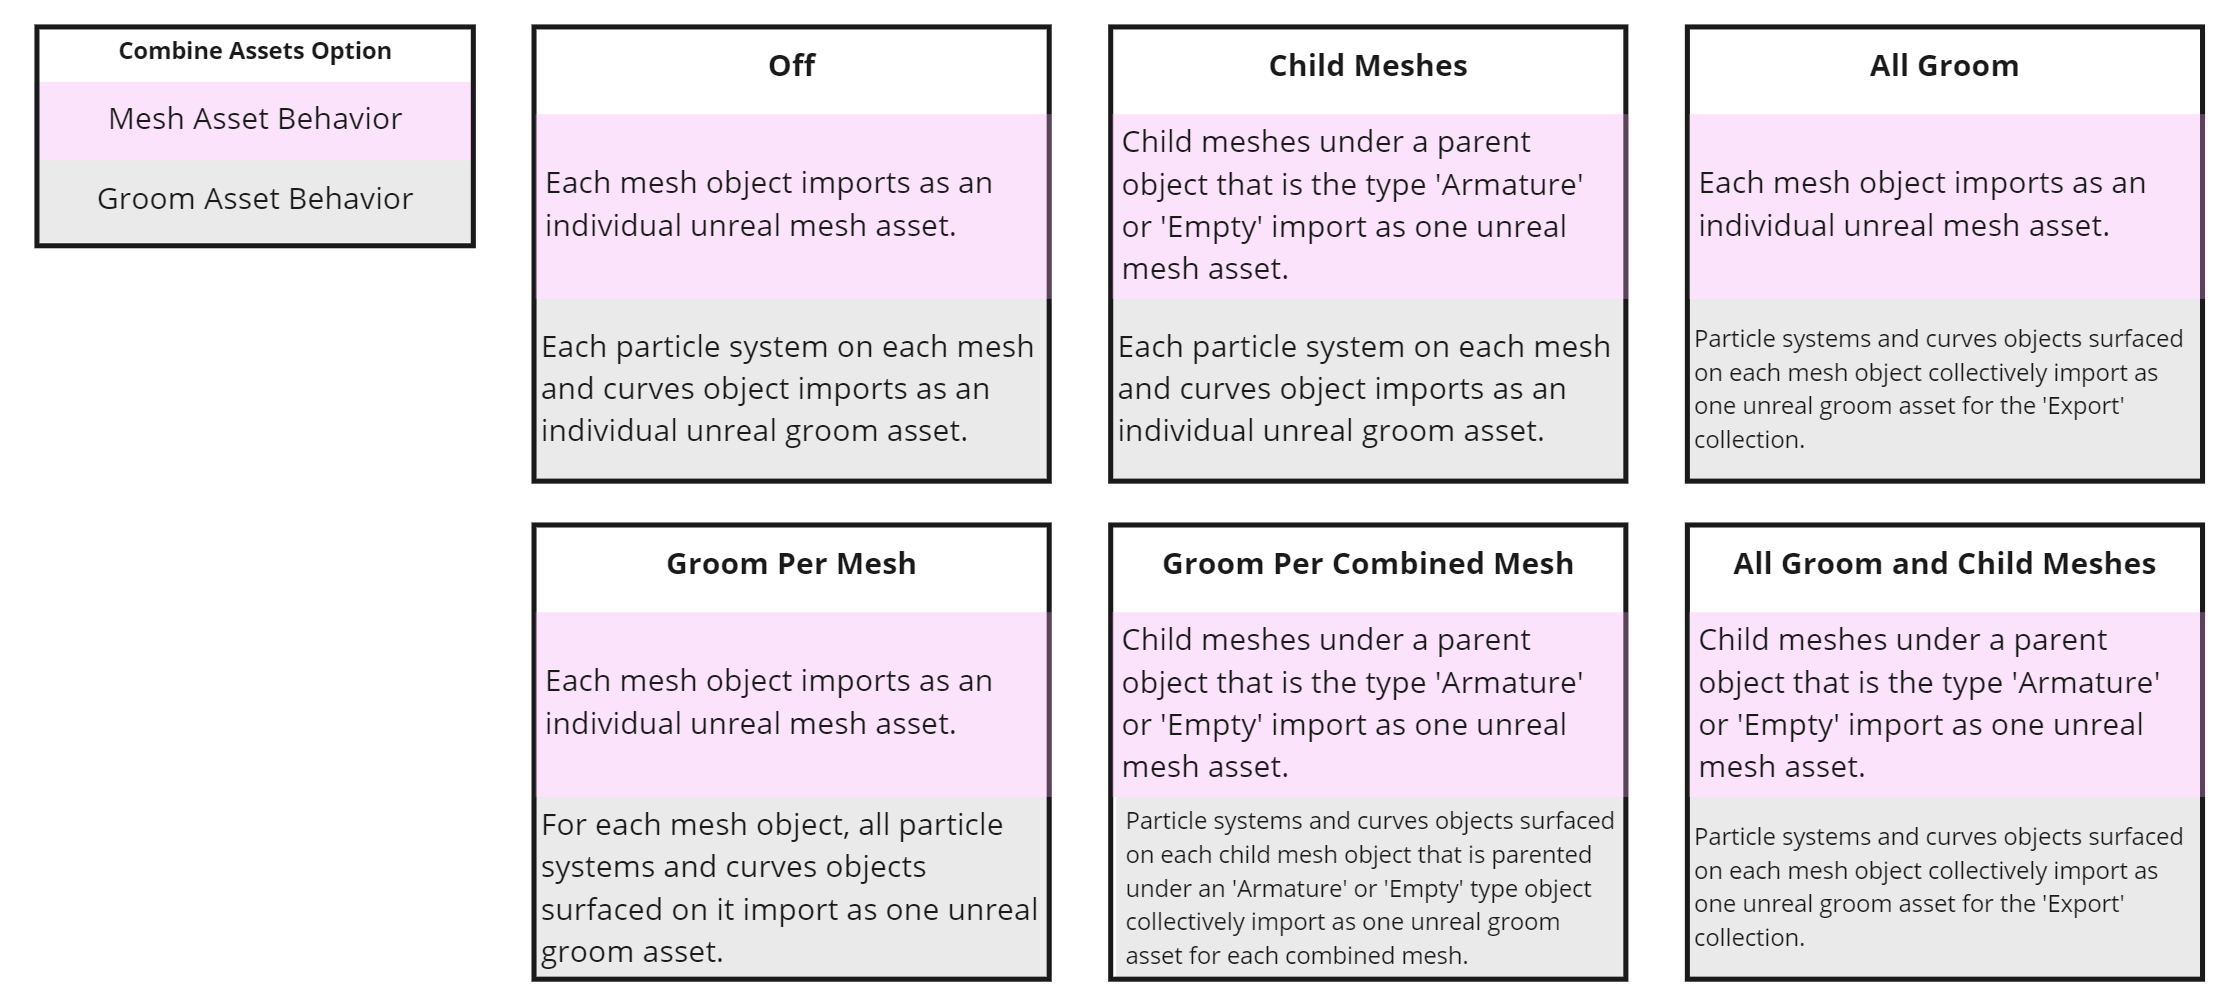 Combine Assets Option
Mesh Asset Behavior
Groom Asset Behavior
Off
Each mesh object imports as an
individual unreal mesh asset.
Each particle system on each mesh
and curves object imports as an
individual unreal groom asset.
Child Meshes
Child meshes under a parent
object that is the type 'Armature'
or 'Empty' import as one unreal
mesh asset.
Each particle system on each mesh
and curves object imports as an
individual unreal groom asset.
All Groom
Each mesh object imports as an
individual unreal mesh asset.
Particle systems and curves objects surfaced
on each mesh object collectively import as
one unreal groom asset for the 'Export'
collection.
Groom Per Mesh
Each mesh object imports as an
individual unreal mesh asset.
For each mesh object, all particle
systems and curves objects
surfaced on it import as one unreal
groom asset.
Groom Per Combined Mesh
Child meshes under a parent
object that is the type 'Armature'
or 'Empty' import as one unreal
mesh asset.
Particle systems and curves objects surfaced
on each child mesh object that is parented
under an 'Armature' or 'Empty' type object
collectively import as one unreal groom
asset for each combined mesh.
All Groom and Child Meshes
Child meshes under a parent
object that is the type 'Armature'
or 'Empty' import as one unreal
mesh asset.
Particle systems and curves objects surfaced
on each mesh object collectively import as
one unreal groom asset for the 'Export'
collection.